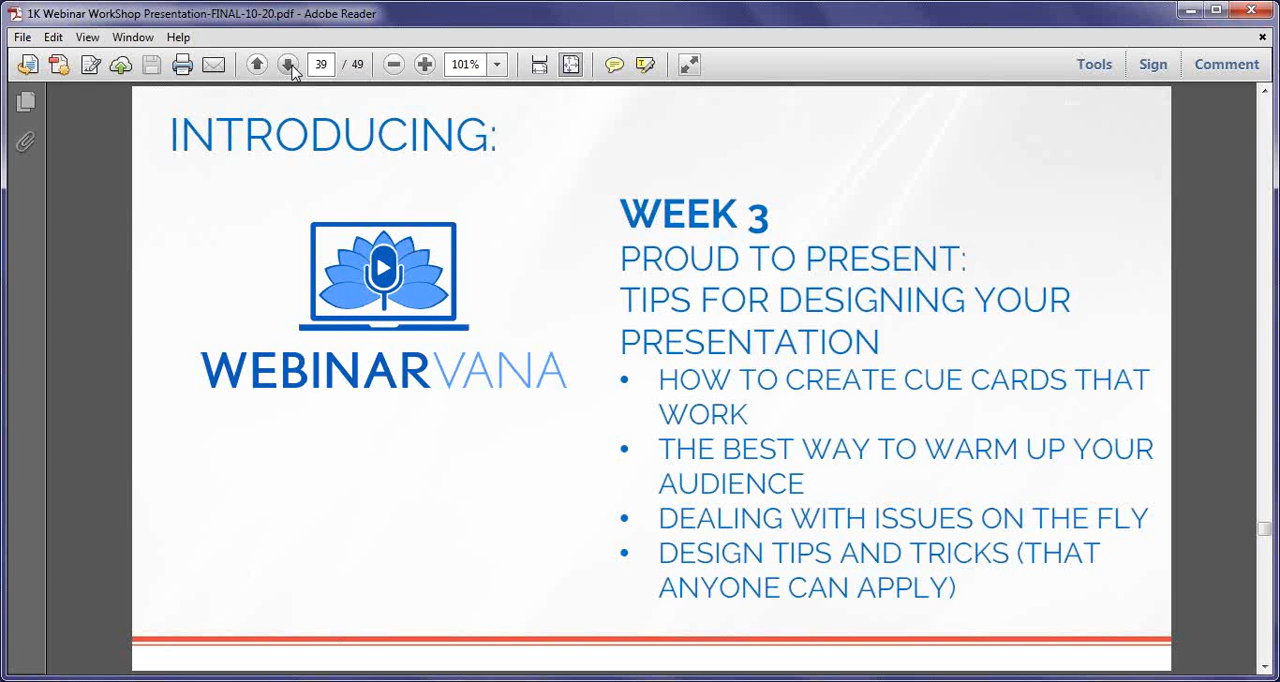 1K Webinar WorkShop Presentation-FINAL-10-20.pdf - Adobe Reader
File Edit View Window Help
39 / 49 101% Tools Sign Comment
INTRODUCING:
WEBINARVANA
WEEK 3
PROUD TO PRESENT:
TIPS FOR DESIGNING YOUR
PRESENTATION
• HOW TO CREATE CUE CARDS THAT
WORK
• THE BEST WAY TO WARM UP YOUR
AUDIENCE
• DEALING WITH ISSUES ON THE FLY
• DESIGN TIPS AND TRICKS (THAT
ANYONE CAN APPLY)